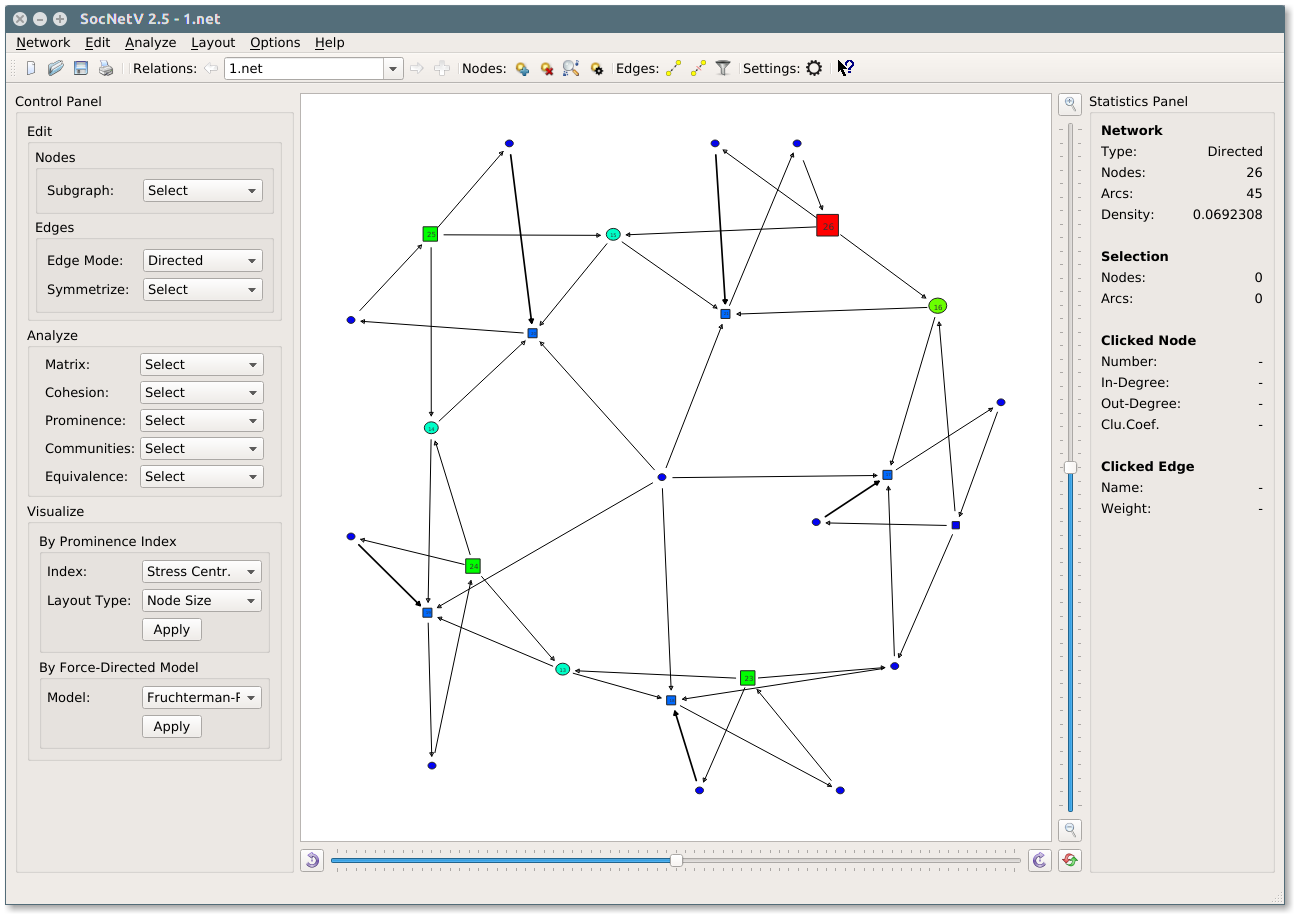 SocNetV 2.5 - 1.net
Network Edit Analyze Layout Options Help
Relations: 1.net Nodes: Edges: Settings:
Control Panel
Edit
Nodes
Subgraph: Select
Edges
Edge Mode: Directed
Symmetrize: Select
Analyze
Matrix: Select
Cohesion: Select
Prominence: Select
Communities: Select
Equivalence: Select
Visualize
By Prominence Index
Index: Stress Centr.
Layout Type: Node Size
Apply
By Force-Directed Model
Model: Fruchterman-F
Apply
25
15
26
16
14
24
13
23
Statistics Panel
Network
Type: Directed
Nodes: 26
Arcs: 45
Density: 0.0692308
Selection
Nodes: 0
Arcs: 0
Clicked Node
Number: -
In-Degree: -
Out-Degree: -
Clu.Coef. -
Clicked Edge
Name: -
Weight: -